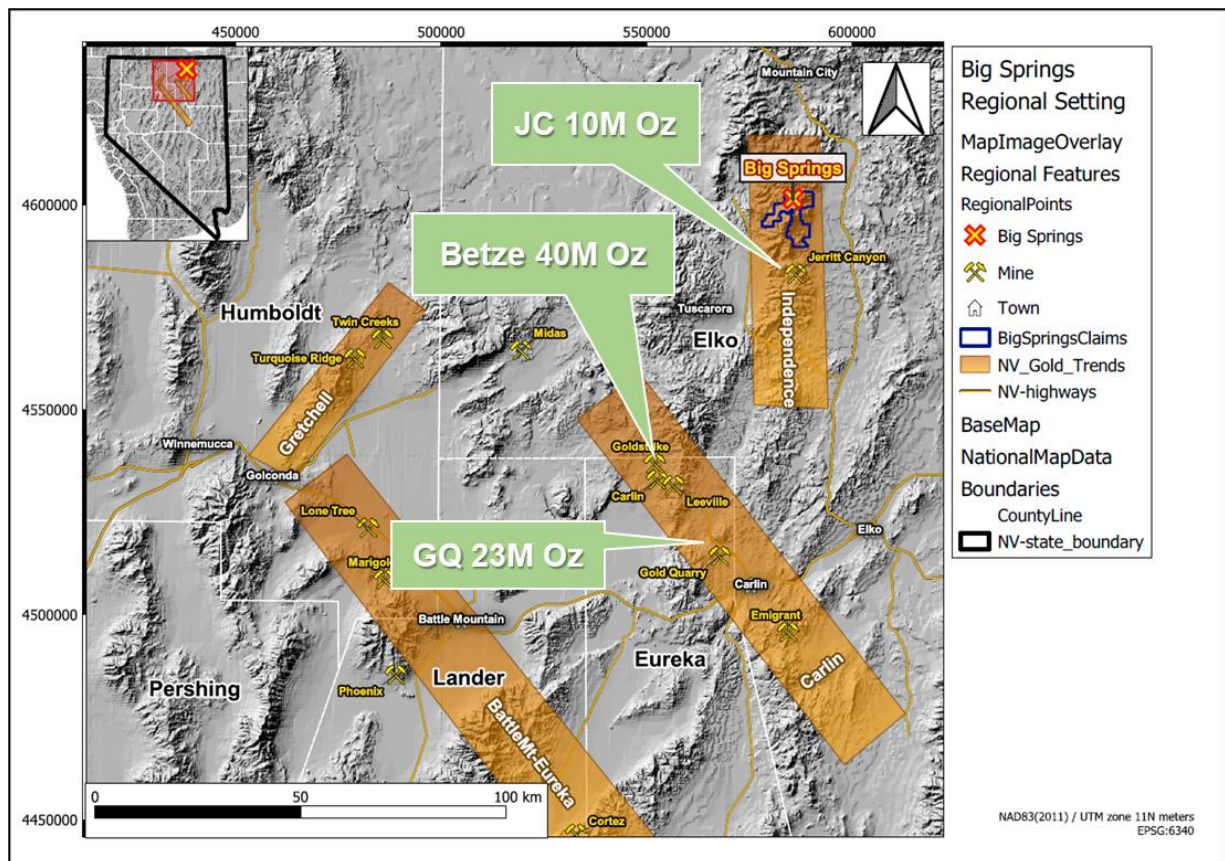 450000
500000
550000
600000
Mountain City
JC 10M Oz
Big Springs
4600000
Betze 40M Oz
Jerritt Canyon
Tuscarora
Humboldt
Twin Creeks
Midas
Elko
Independence
Turquoise Ridge
4550000
Getchell
Winnemucca
Golconda
Goldstrike
Carlin
Leeville
Lone Tree
Elko
GQ 23M Oz
Marigold
Gold Quarry
Carlin
4500000
Battle Mountain
Emigrant
Eureka
Lander
Carlin
Pershing
Phoenix
BattleMt-Eureka
0
50
100 km
Cortez
4450000
Big Springs
Regional Setting
MapImageOverlay
Regional Features
RegionalPoints
Big Springs
Mine
Town
BigSpringsClaims
NV_Gold_Trends
NV-highways
BaseMap
NationalMapData
Boundaries
CountyLine
NV-state_boundary
NAD83(2011) / UTM zone 11N meters
EPSG:6340